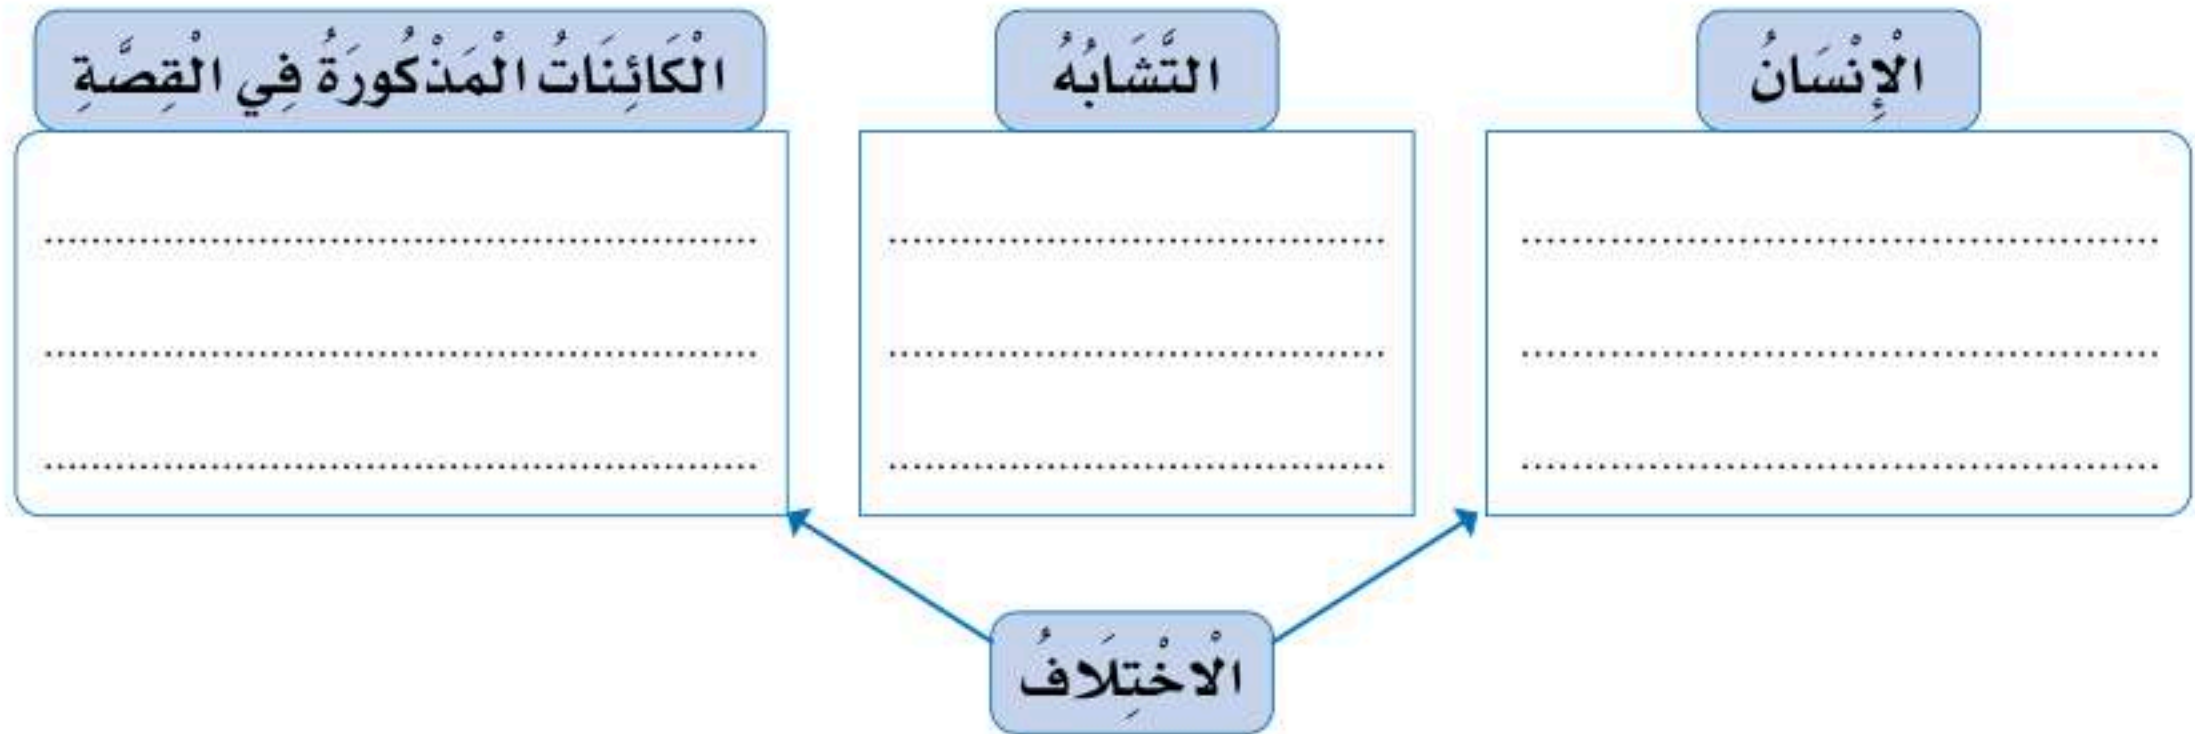 الْإِنْسَانُ
التَّشَابُهُ
الْكَائِنَاتُ الْمَذْكُورَةُ فِي الْقِصَّةِ
الْاخْتِلَافُ